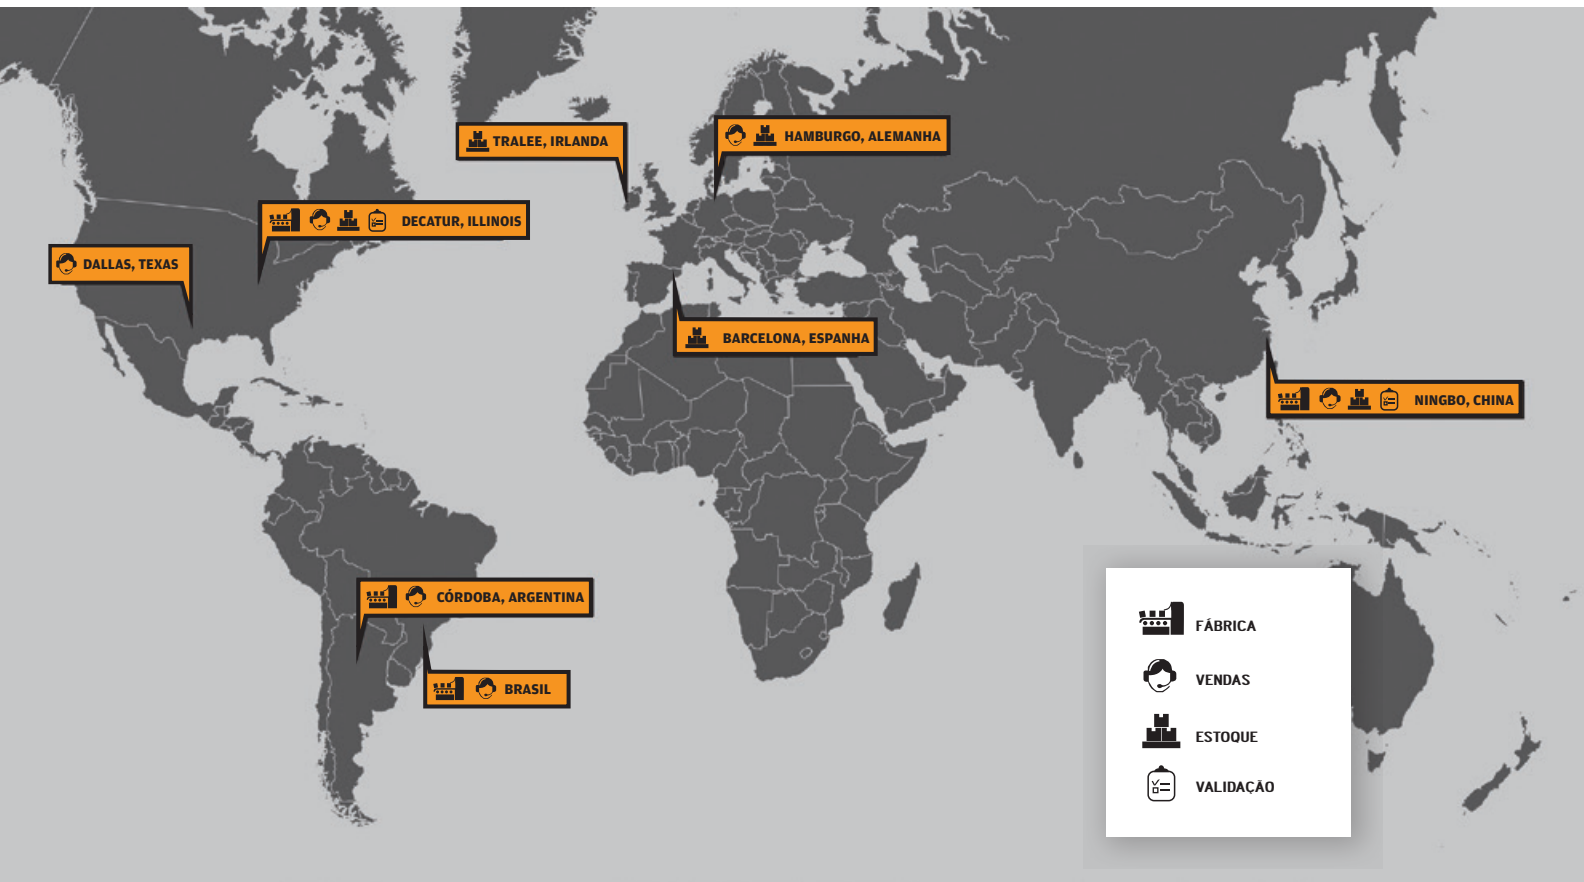 TRALEE, IRLANDA
HAMBURGO, ALEMANHA
DECATUR, ILLINOIS
DALLAS, TEXAS
BARCELONA, ESPANHA
NINGBO, CHINA
CÓRDOBA, ARGENTINA
BRASIL
FÁBRICA
VENDAS
ESTOQUE
VALIDAÇÃO